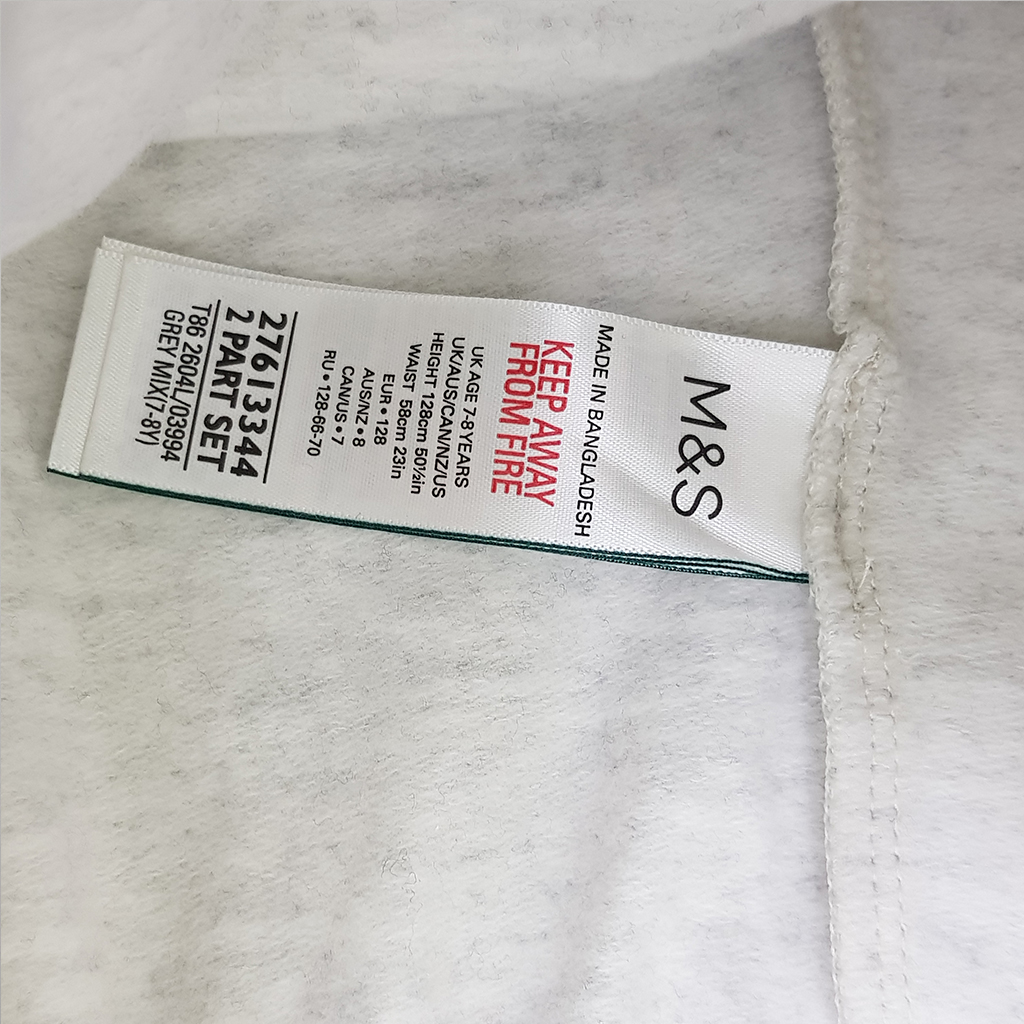 M&S
MADE IN BANGLADESH
KEEP AWAY
FROM FIRE
UK AGE 7-8 YEARS
UK/AUS/CAN/NZ/US
HEIGHT 128cm 50½in
WAIST 58cm 23in
EUR • 128
AUS/NZ • 8
CAN/US • 7
RU • 128-66-70
27613344
2 PART SET
T86 2604L/03994
GREY MIX(7-8Y)